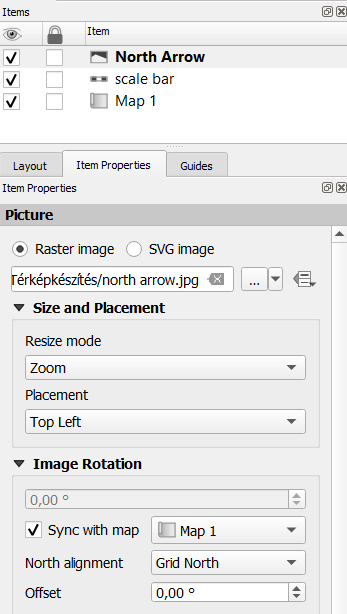 Items
Item
North Arrow
scale bar
Map 1
Layout Item Properties Guides
Item Properties
Picture
Raster image SVG image
Térképkészítés/north arrow.jpg ...
Size and Placement
Resize mode
Zoom
Placement
Top Left
Image Rotation
0,00 °
Sync with map Map 1
North alignment Grid North
Offset 0,00 °